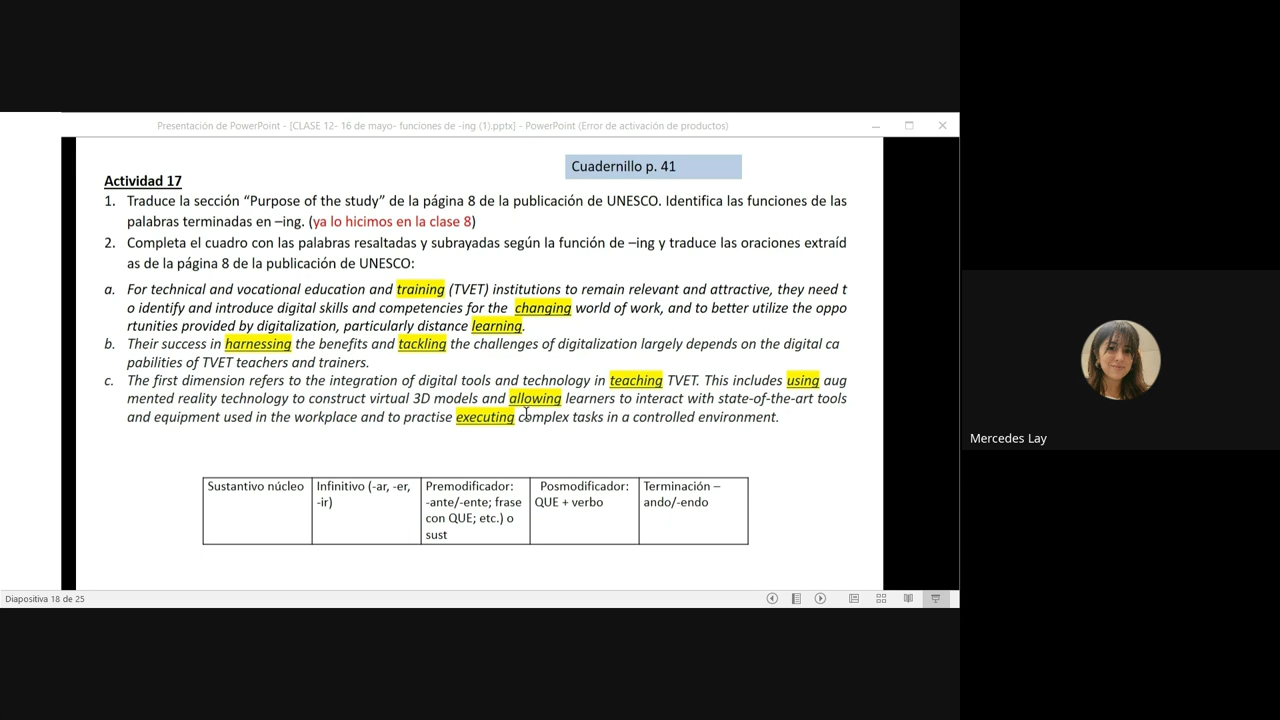 Presentación de PowerPoint - [CLASE 12- 16 de mayo- funciones de -ing (1).pptx] - PowerPoint (Error de activación de productos)
Cuadernillo p. 41
Actividad 17
1. Traduce la sección “Purpose of the study” de la página 8 de la publicación de UNESCO. Identifica las funciones de las
palabras terminadas en –ing. (ya lo hicimos en la clase 8)
2. Completa el cuadro con las palabras resaltadas y subrayadas según la función de –ing y traduce las oraciones extraíd
as de la página 8 de la publicación de UNESCO:
a. For technical and vocational education and training (TVET) institutions to remain relevant and attractive, they need t
o identify and introduce digital skills and competencies for the changing world of work, and to better utilize the oppo
rtunities provided by digitalization, particularly distance learning.
b. Their success in harnessing the benefits and tackling the challenges of digitalization largely depends on the digital ca
pabilities of TVET teachers and trainers.
c. The first dimension refers to the integration of digital tools and technology in teaching TVET. This includes using aug
mented reality technology to construct virtual 3D models and allowing learners to interact with state-of-the-art tools
and equipment used in the workplace and to practise executing complex tasks in a controlled environment.
Sustantivo núcleo
Infinitivo (-ar, -er,
-ir)
Premodificador:
-ante/-ente; frase
con QUE; etc.) o
sust
Posmodificador:
QUE + verbo
Terminación –
ando/-endo
Diapositiva 18 de 25
Mercedes Lay